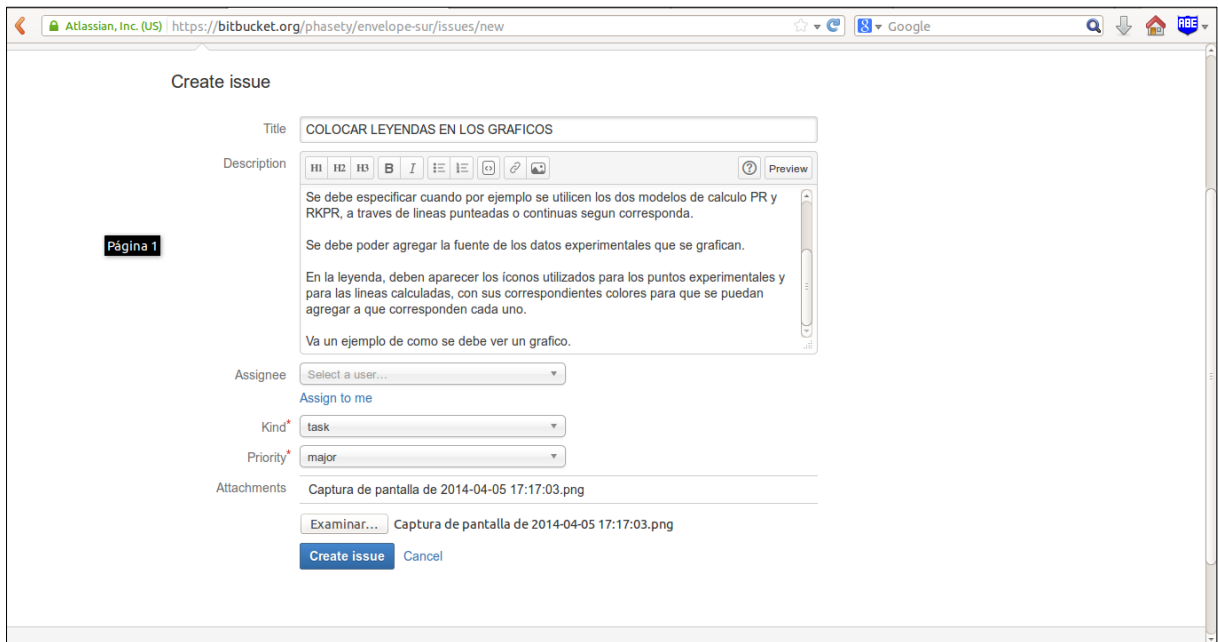 Atlassian, Inc. (US) https://bitbucket.org/phasety/envelope-sur/issues/new
Google
ABE
Create issue
Title COLOCAR LEYENDAS EN LOS GRAFICOS
Description H1 H2 H3 B I Preview
Se debe especificar cuando por ejemplo se utilicen los dos modelos de calculo PR y
RKPR, a traves de lineas punteadas o continuas segun corresponda.
Página 1
Se debe poder agregar la fuente de los datos experimentales que se grafican.
En la leyenda, deben aparecer los íconos utilizados para los puntos experimentales y
para las lineas calculadas, con sus correspondientes colores para que se puedan
agregar a que corresponden cada uno.
Va un ejemplo de como se debe ver un grafico.
Assignee Select a user...
Assign to me
Kind* task
Priority* major
Attachments Captura de pantalla de 2014-04-05 17:17:03.png
Examinar... Captura de pantalla de 2014-04-05 17:17:03.png
Create issue Cancel